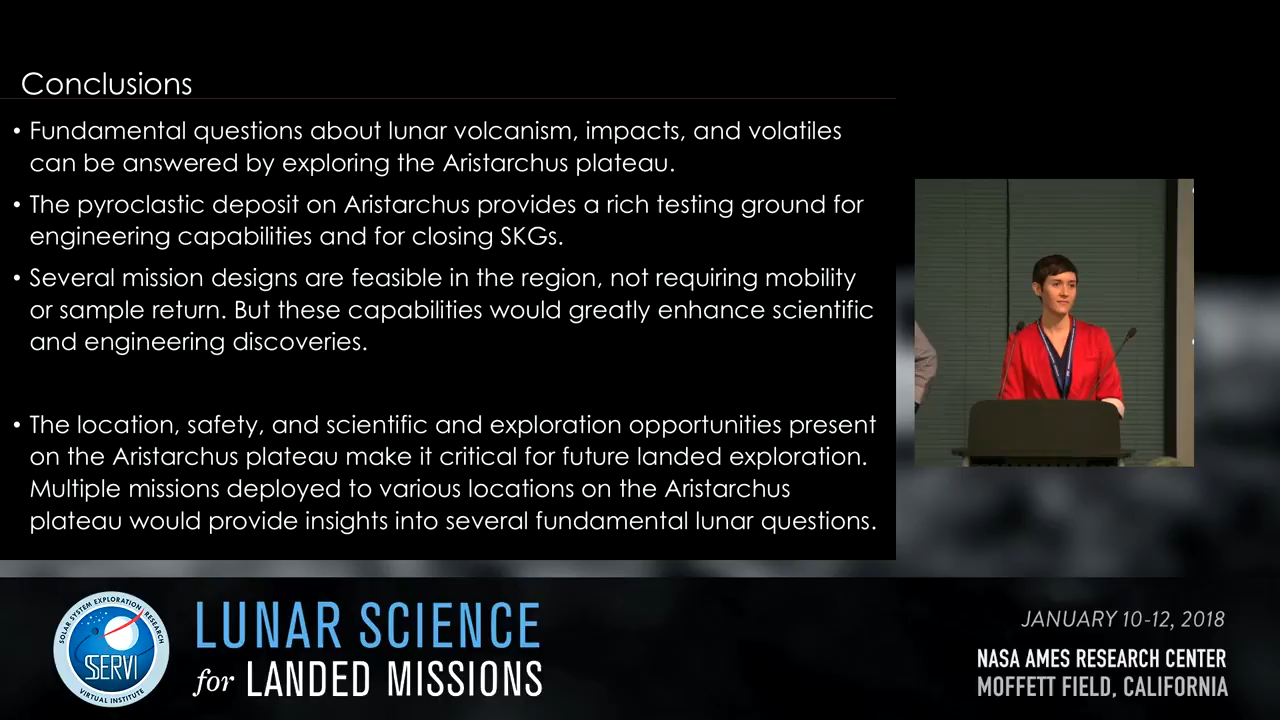 Conclusions
• Fundamental questions about lunar volcanism, impacts, and volatiles
can be answered by exploring the Aristarchus plateau.
• The pyroclastic deposit on Aristarchus provides a rich testing ground for
engineering capabilities and for closing SKGs.
• Several mission designs are feasible in the region, not requiring mobility
or sample return. But these capabilities would greatly enhance scientific
and engineering discoveries.
• The location, safety, and scientific and exploration opportunities present
on the Aristarchus plateau make it critical for future landed exploration.
Multiple missions deployed to various locations on the Aristarchus
plateau would provide insights into several fundamental lunar questions.
SOLAR SYSTEM EXPLORATION RESEARCH
SSERVI
VIRTUAL INSTITUTE
LUNAR SCIENCE
for LANDED MISSIONS
JANUARY 10-12, 2018
NASA AMES RESEARCH CENTER
MOFFETT FIELD, CALIFORNIA